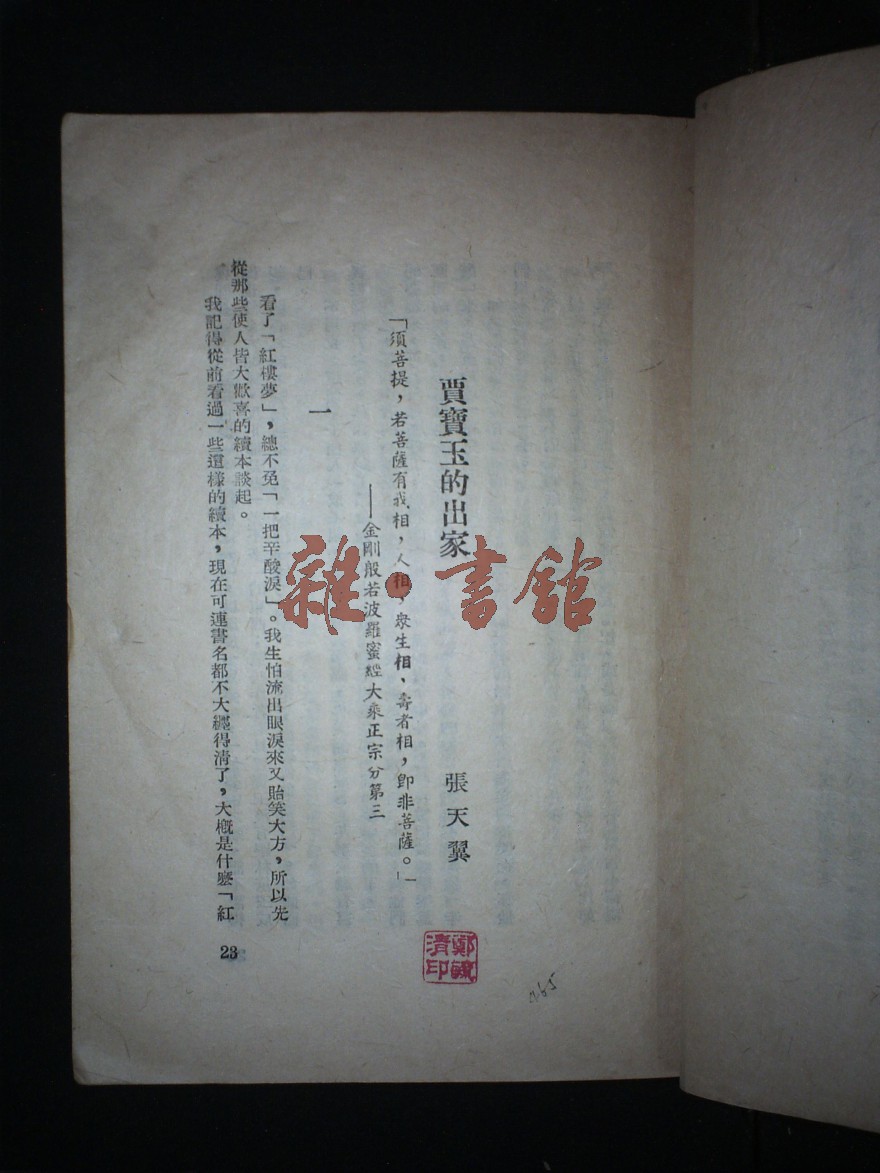 賈寶玉的出家
張天翼
「須菩提，若菩薩有我相，人相，衆生相、壽者相，即非菩薩。」
——金剛般若波羅蜜經大乘正宗分第三
一
看了「紅樓夢」，總不免「一把辛酸淚」。我生怕流出眼淚來又貽笑大方，所以先
從那些使人皆大歡喜的續本談起。
我記得從前看過一些這樣的續本，現在可連書名都不大纏得清了，大概是什麼「紅
23
雜·書館